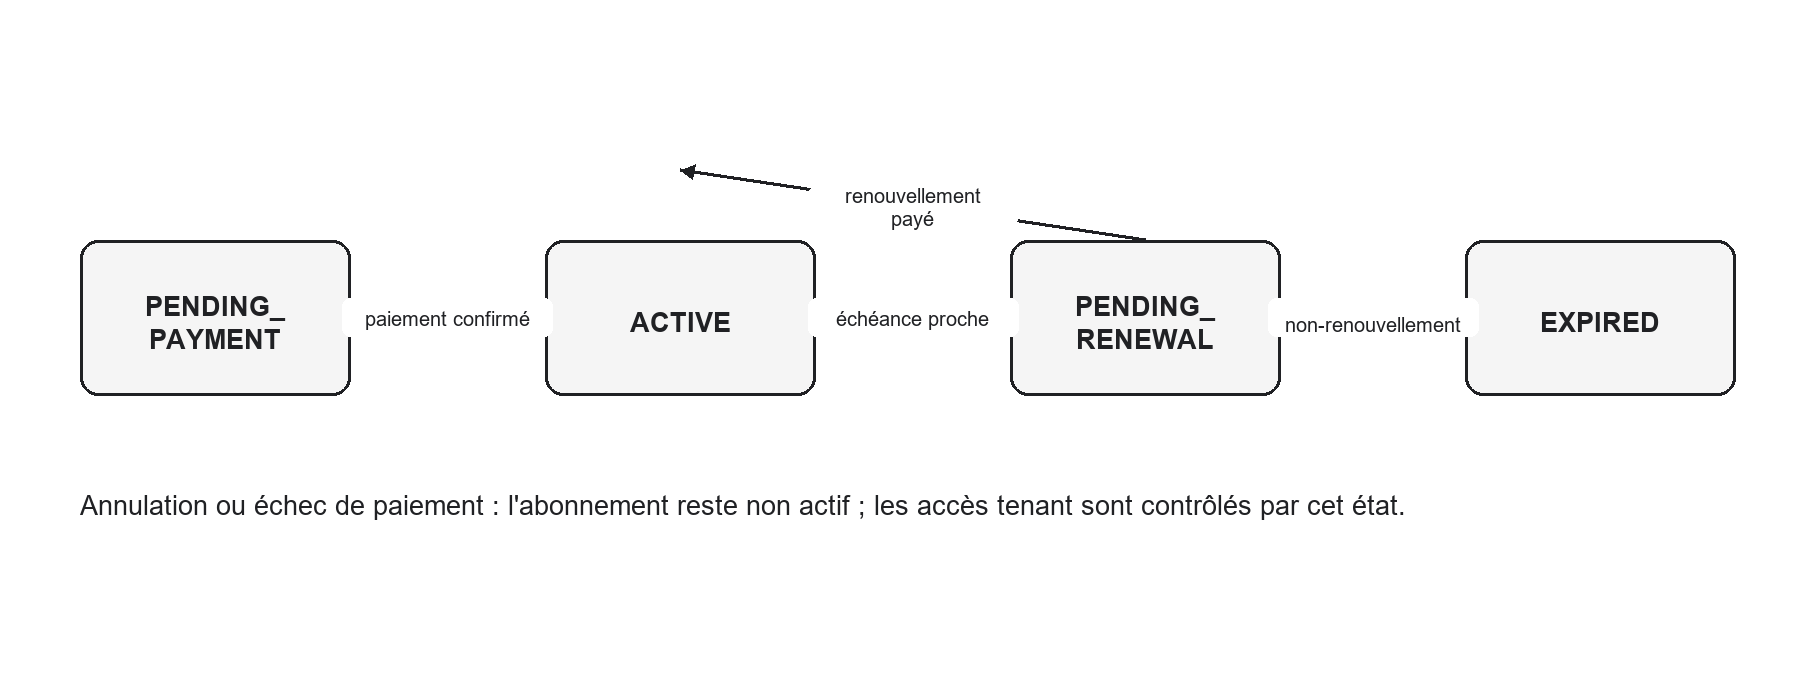 renouvellement
payé
PENDING_
PAYMENT
paiement confirmé
ACTIVE
échéance proche
PENDING_
RENEWAL
non-renouvellement
EXPIRED
Annulation ou échec de paiement : l'abonnement reste non actif ; les accès tenant sont contrôlés par cet état.